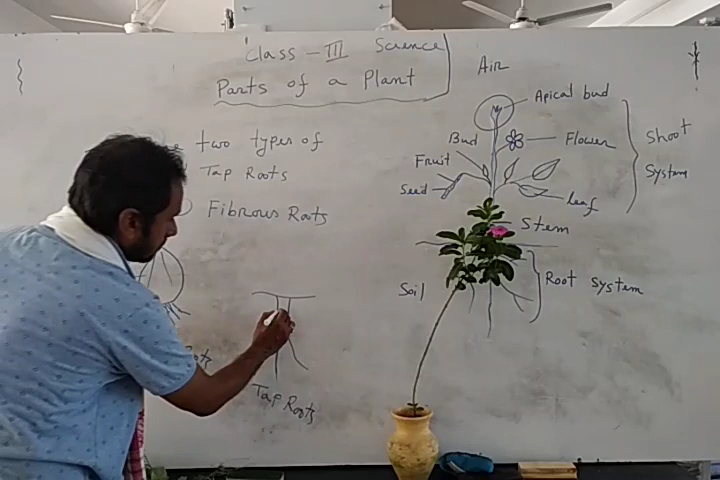 Class - III Science
Parts of a Plant
two types of
Tap Roots
Fibrous Roots
Tap Roots
Air
Apical bud
Bud
Flower
Fruit
Seed
leaf
Shoot
System
Stem
Soil
Root system